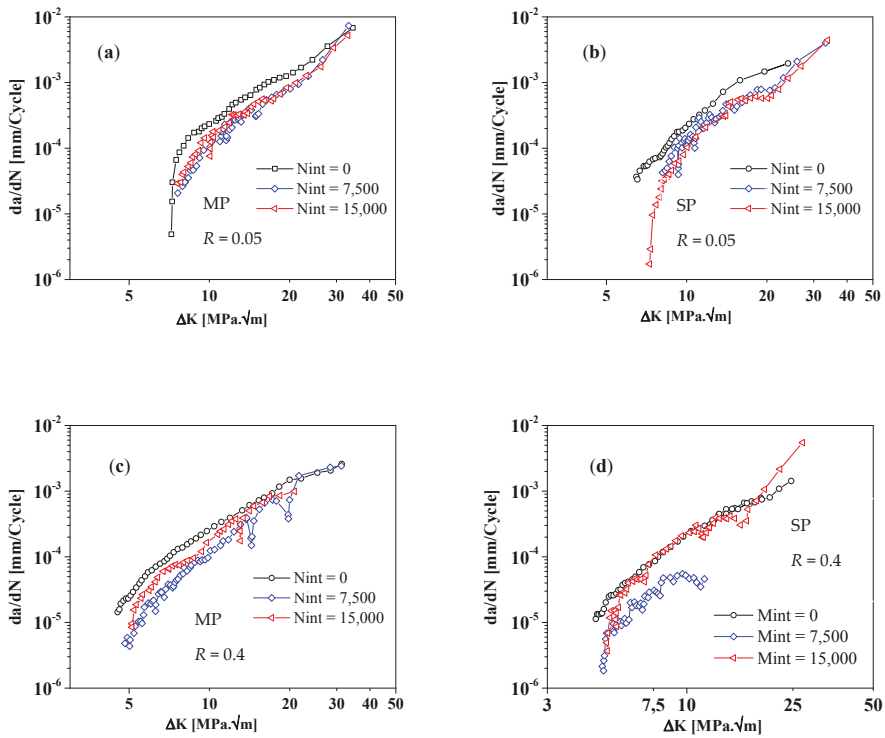 10^-2
10^-3
10^-4
10^-5
10^-6
da/dN [mm/Cycle]
(a)
Nint = 0
Nint = 7,500
Nint = 15,000
MP
R = 0.05
5 10 20 30 40 50
ΔK [MPa.√m]
10^-2
10^-3
10^-4
10^-5
10^-6
da/dN [mm/Cycle]
(b)
Nint = 0
Nint = 7,500
Nint = 15,000
SP
R = 0.05
5 10 20 30 40 50
ΔK [MPa.√m]
10^-2
10^-3
10^-4
10^-5
10^-6
da/dN [mm/Cycle]
(c)
Nint = 0
Nint = 7,500
Nint = 15,000
MP
R = 0.4
5 10 20 30 40 50
ΔK [MPa.√m]
10^-2
10^-3
10^-4
10^-5
10^-6
da/dN [mm/Cycle]
(d)
SP
R = 0.4
Mint = 0
Mint = 7,500
Mint = 15,000
3 7,5 10 25 50
ΔK [MPa.√m]